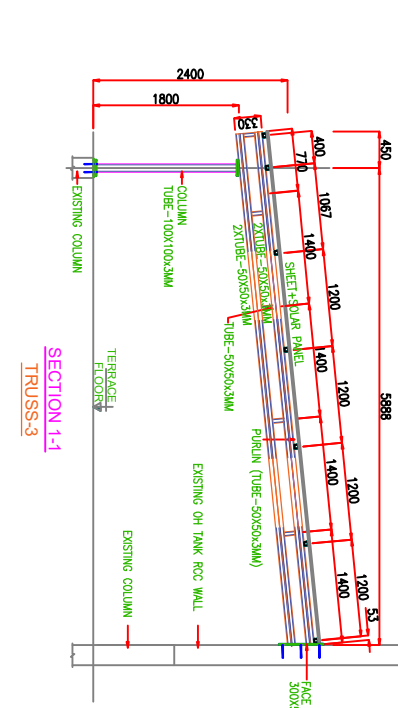 2400
1800
330
770
400
450
1067
1400
1200
1400
1200
5888
1400
1200
1400
1200
53
COLUMN
TUBE-100X100x3MM
EXISTING COLUMN
2XTUBE-50X50x3MM
2XTUBE-50X50x3MM
SHEET+SOLAR PANEL
TUBE-50X50x3MM
PURLIN (TUBE-50X50x3MM)
TERRACE
FLOOR
SECTION 1-1
TRUSS-3
EXISTING OH TANK RCC WALL
EXISTING COLUMN
FACE